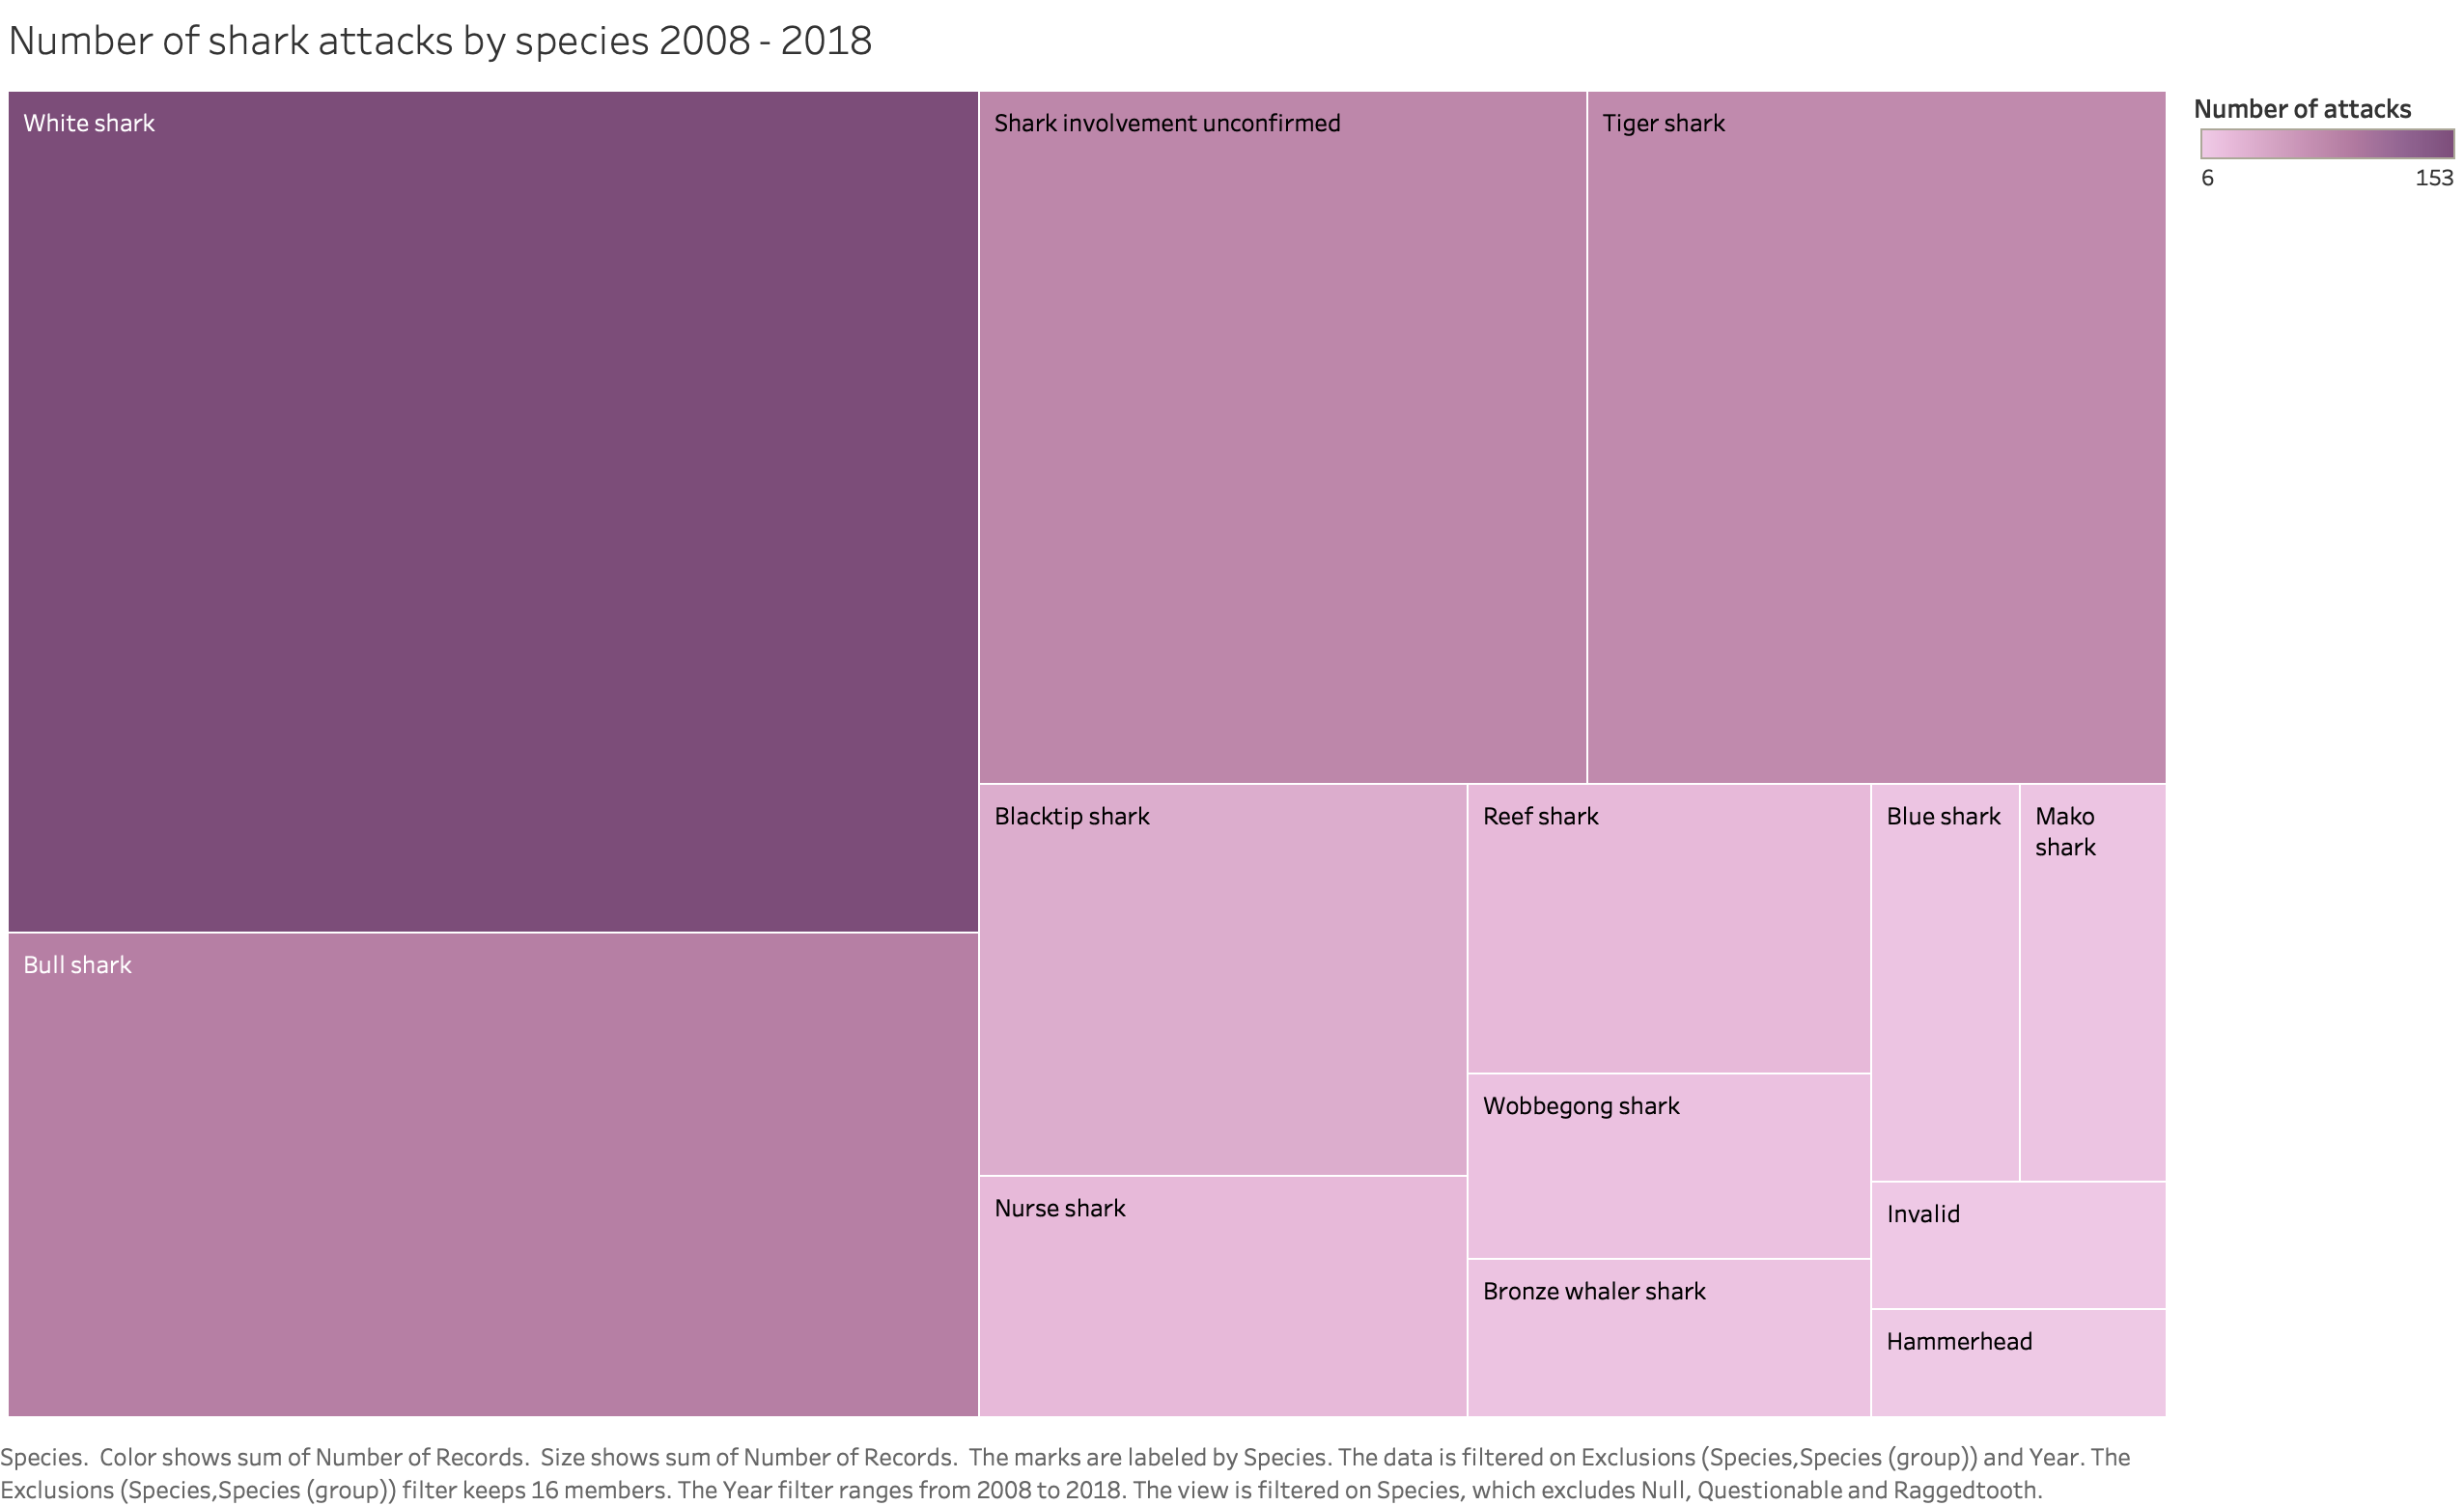 Number of shark attacks by species 2008 - 2018
White shark
Shark involvement unconfirmed
Tiger shark
Number of attacks
6
153
Blacktip shark
Reef shark
Blue shark
Mako
shark
Bull shark
Wobbegong shark
Nurse shark
Invalid
Bronze whaler shark
Hammerhead
Species.  Color shows sum of Number of Records.  Size shows sum of Number of Records.  The marks are labeled by Species. The data is filtered on Exclusions (Species,Species (group)) and Year. The
Exclusions (Species,Species (group)) filter keeps 16 members. The Year filter ranges from 2008 to 2018. The view is filtered on Species, which excludes Null, Questionable and Raggedtooth.